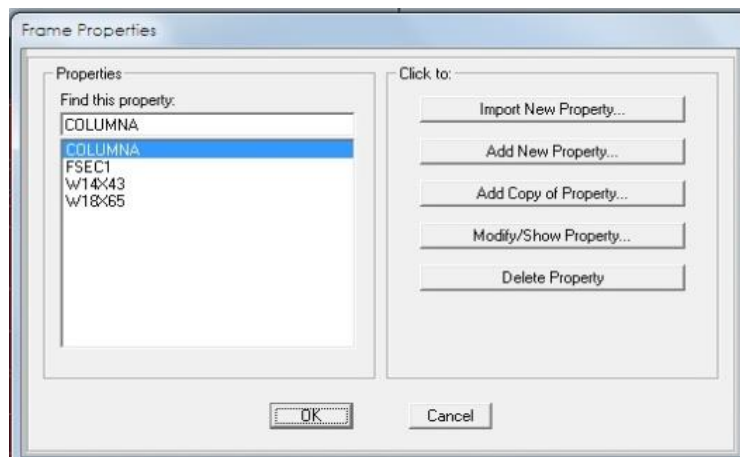 Frame Properties
Properties
Find this property:
COLUMNA
COLUMNA
FSEC1
W14X43
W18X65
Click to:
Import New Property...
Add New Property...
Add Copy of Property...
Modify/Show Property...
Delete Property
OK
Cancel